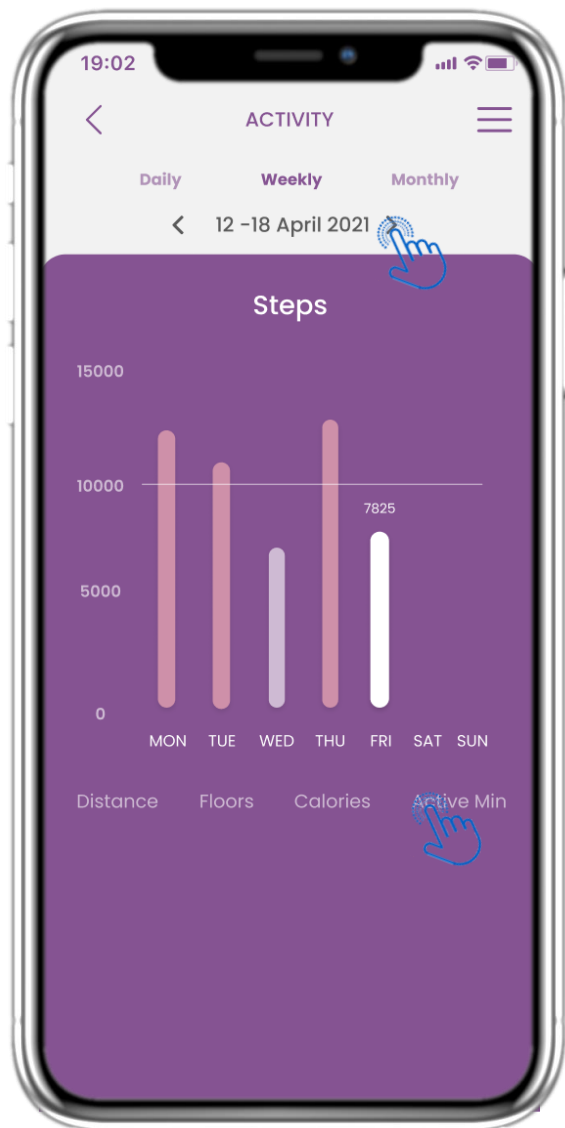 19:02
ACTIVITY
Daily Weekly Monthly
12 -18 April 2021
Steps
15000
10000
7825
5000
0
MON TUE WED THU FRI SAT SUN
Distance Floors Calories Active Min